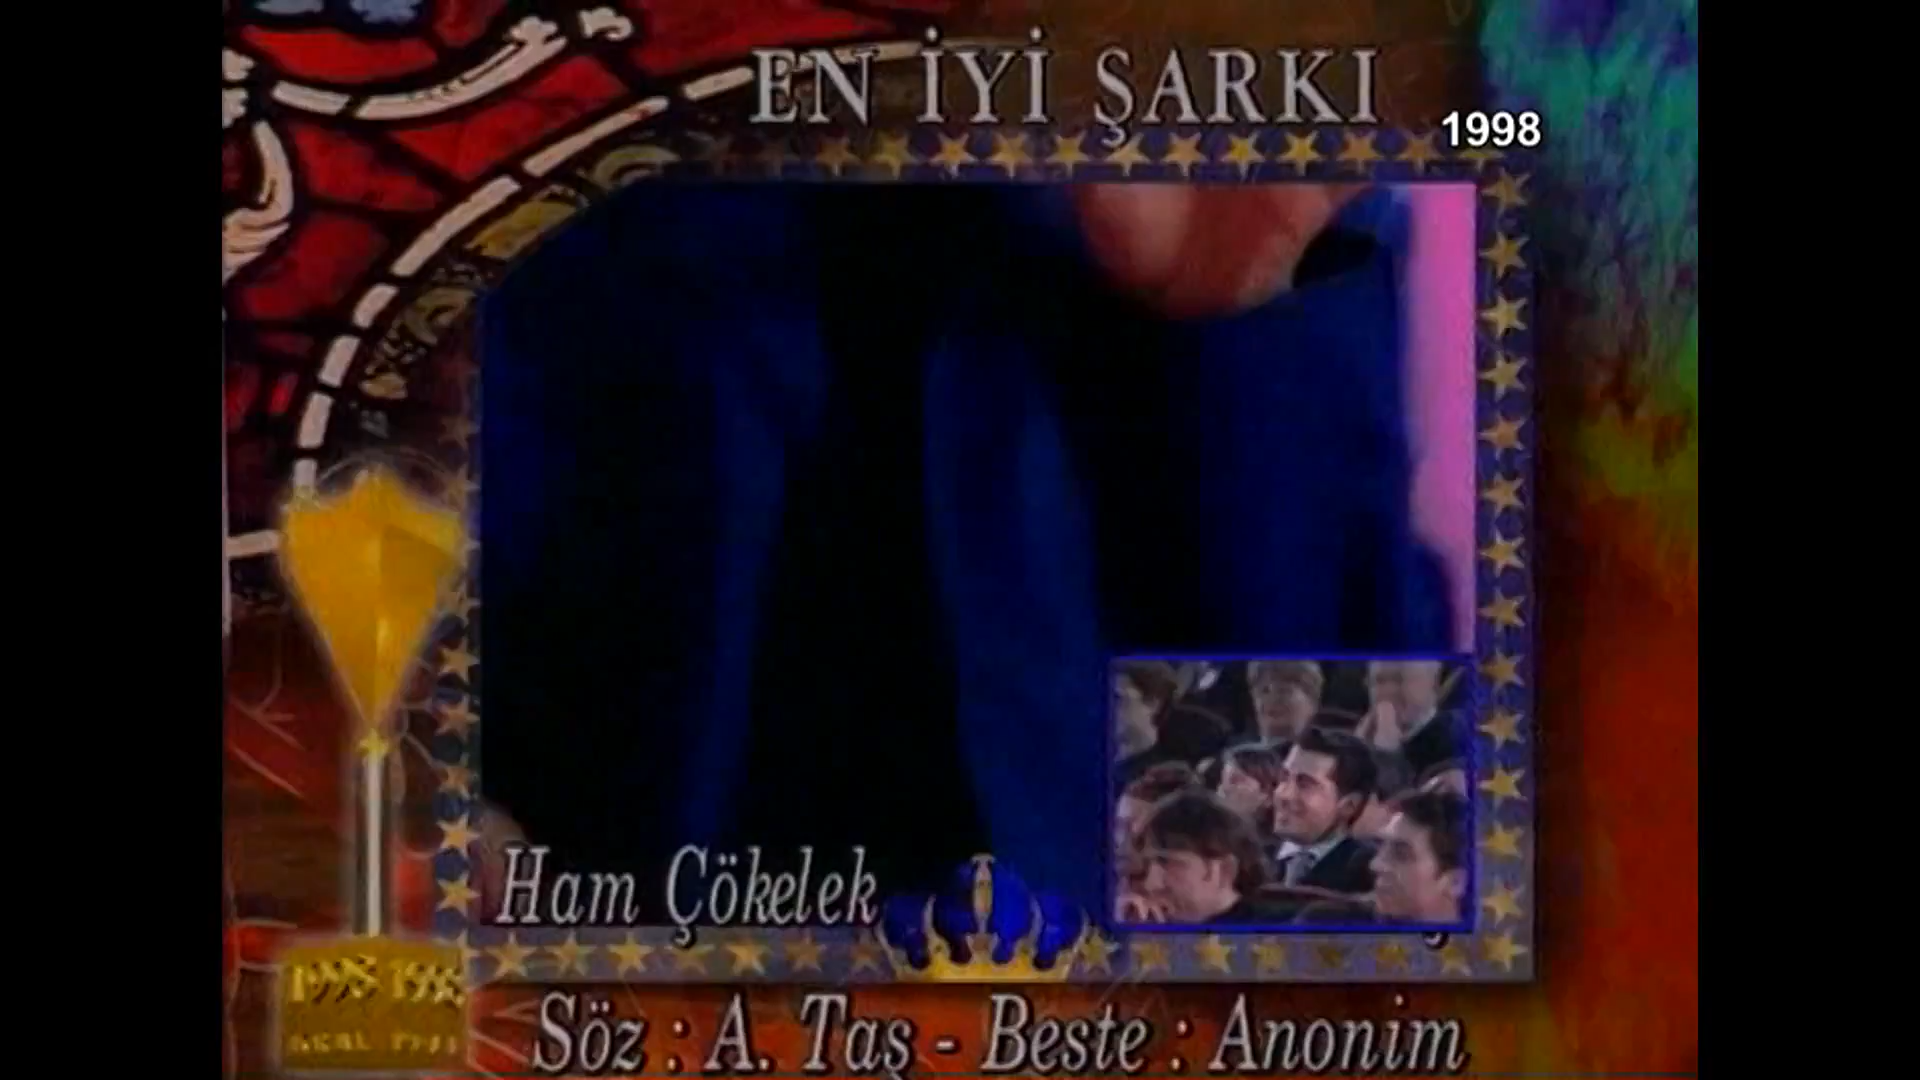 EN İYİ ŞARKI
1998
Ham Çökelek
Söz : A. Taş - Beste : Anonim